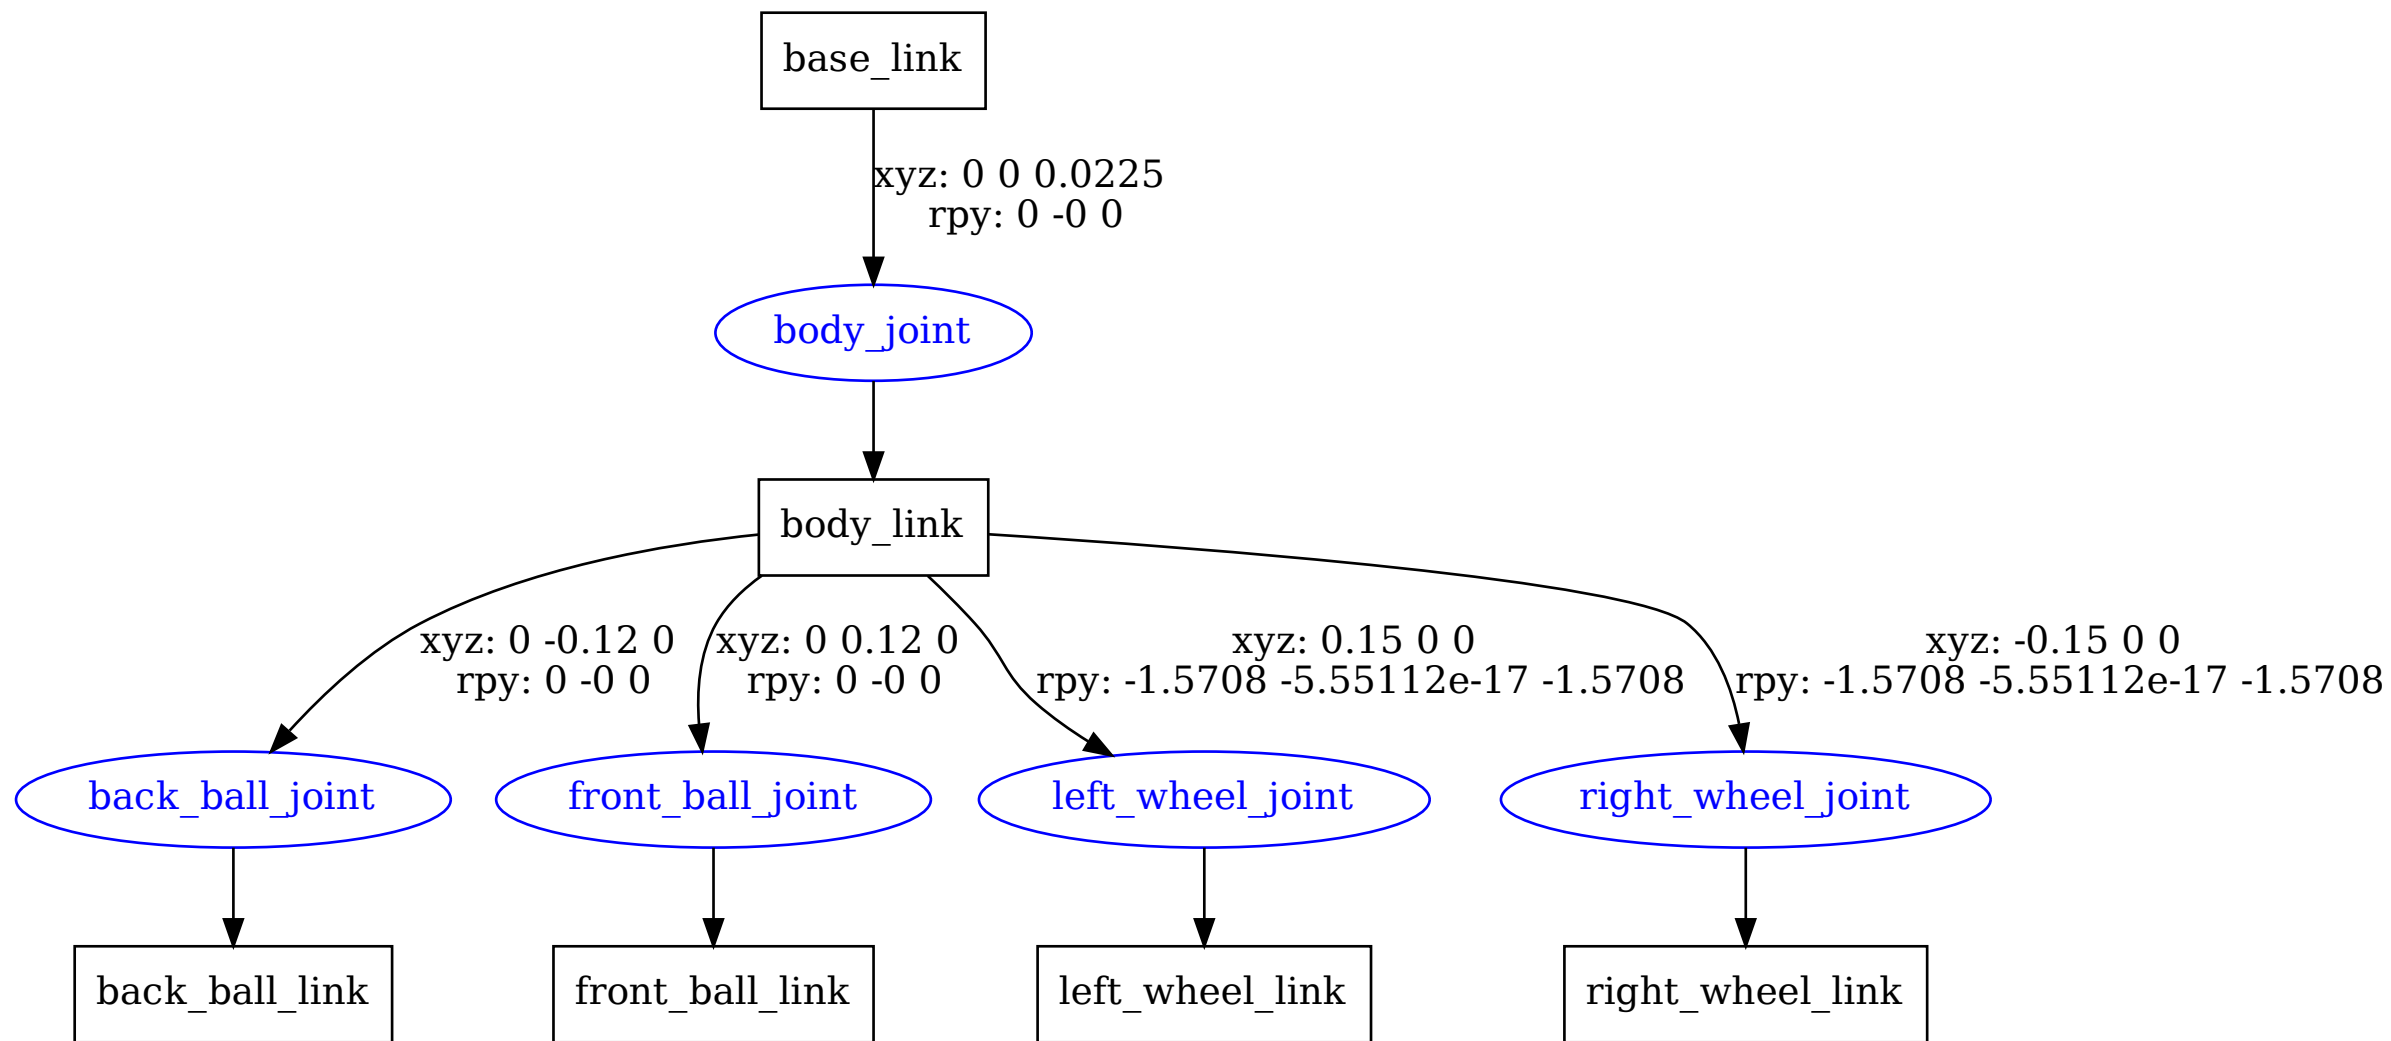 base_link
xyz: 0 0 0.0225
rpy: 0 -0 0
body_joint
body_link
xyz: 0 -0.12 0
rpy: 0 -0 0
xyz: 0 0.12 0
rpy: 0 -0 0
xyz: 0.15 0 0
rpy: -1.5708 -5.55112e-17 -1.5708
xyz: -0.15 0 0
rpy: -1.5708 -5.55112e-17 -1.5708
back_ball_joint
front_ball_joint
left_wheel_joint
right_wheel_joint
back_ball_link
front_ball_link
left_wheel_link
right_wheel_link